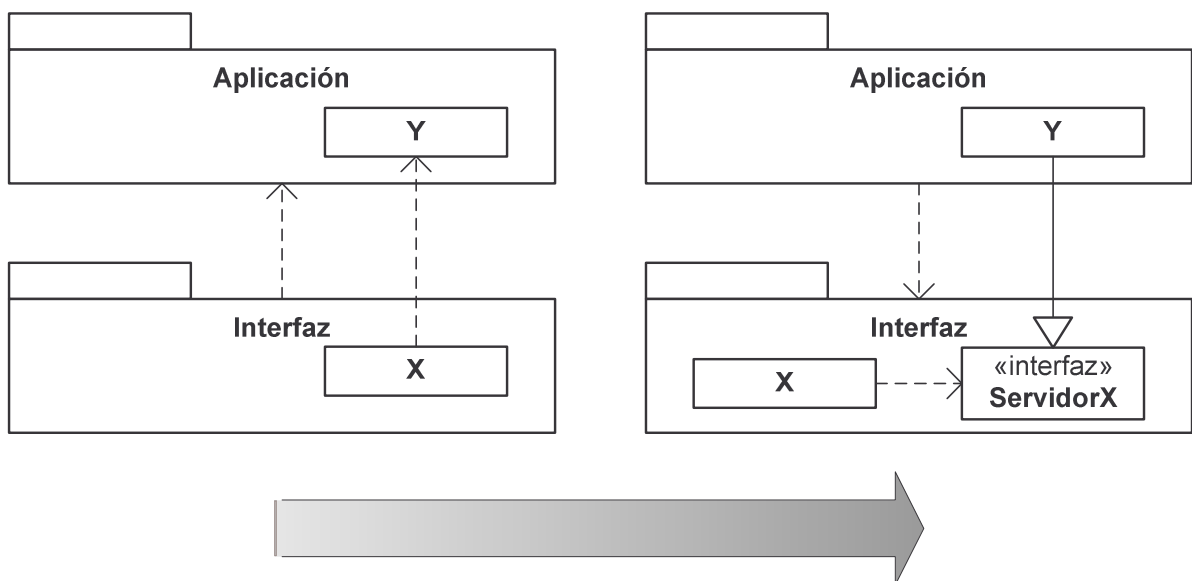 Aplicación
Y
Interfaz
X
Aplicación
Y
Interfaz
X
«interfaz»
ServidorX